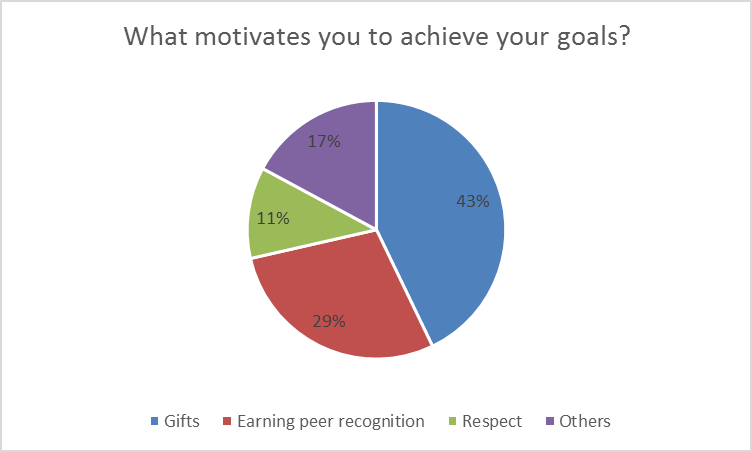 What motivates you to achieve your goals?
17%
43%
11%
29%
Gifts Earning peer recognition Respect Others